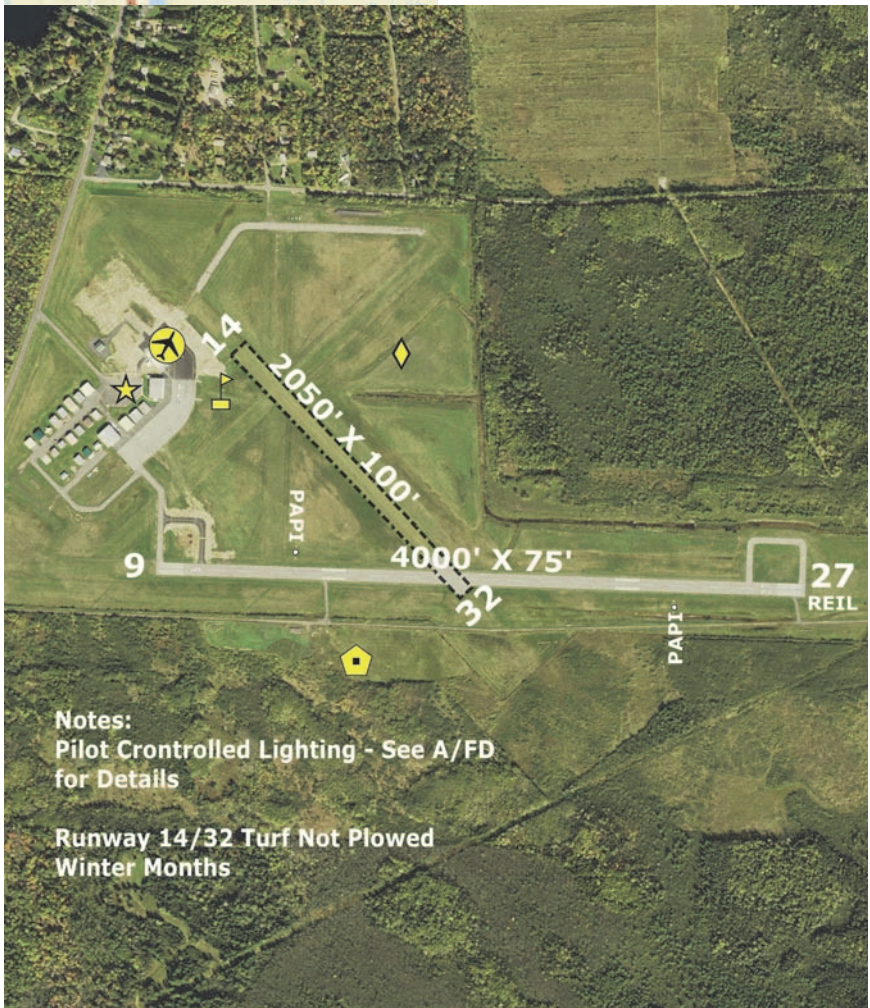 14
2050' X 100'
PAPI
9
4000' X 75'
27
REIL
32
PAPI
Notes:
Pilot Crontrolled Lighting - See A/FD
for Details
Runway 14/32 Turf Not Plowed
Winter Months